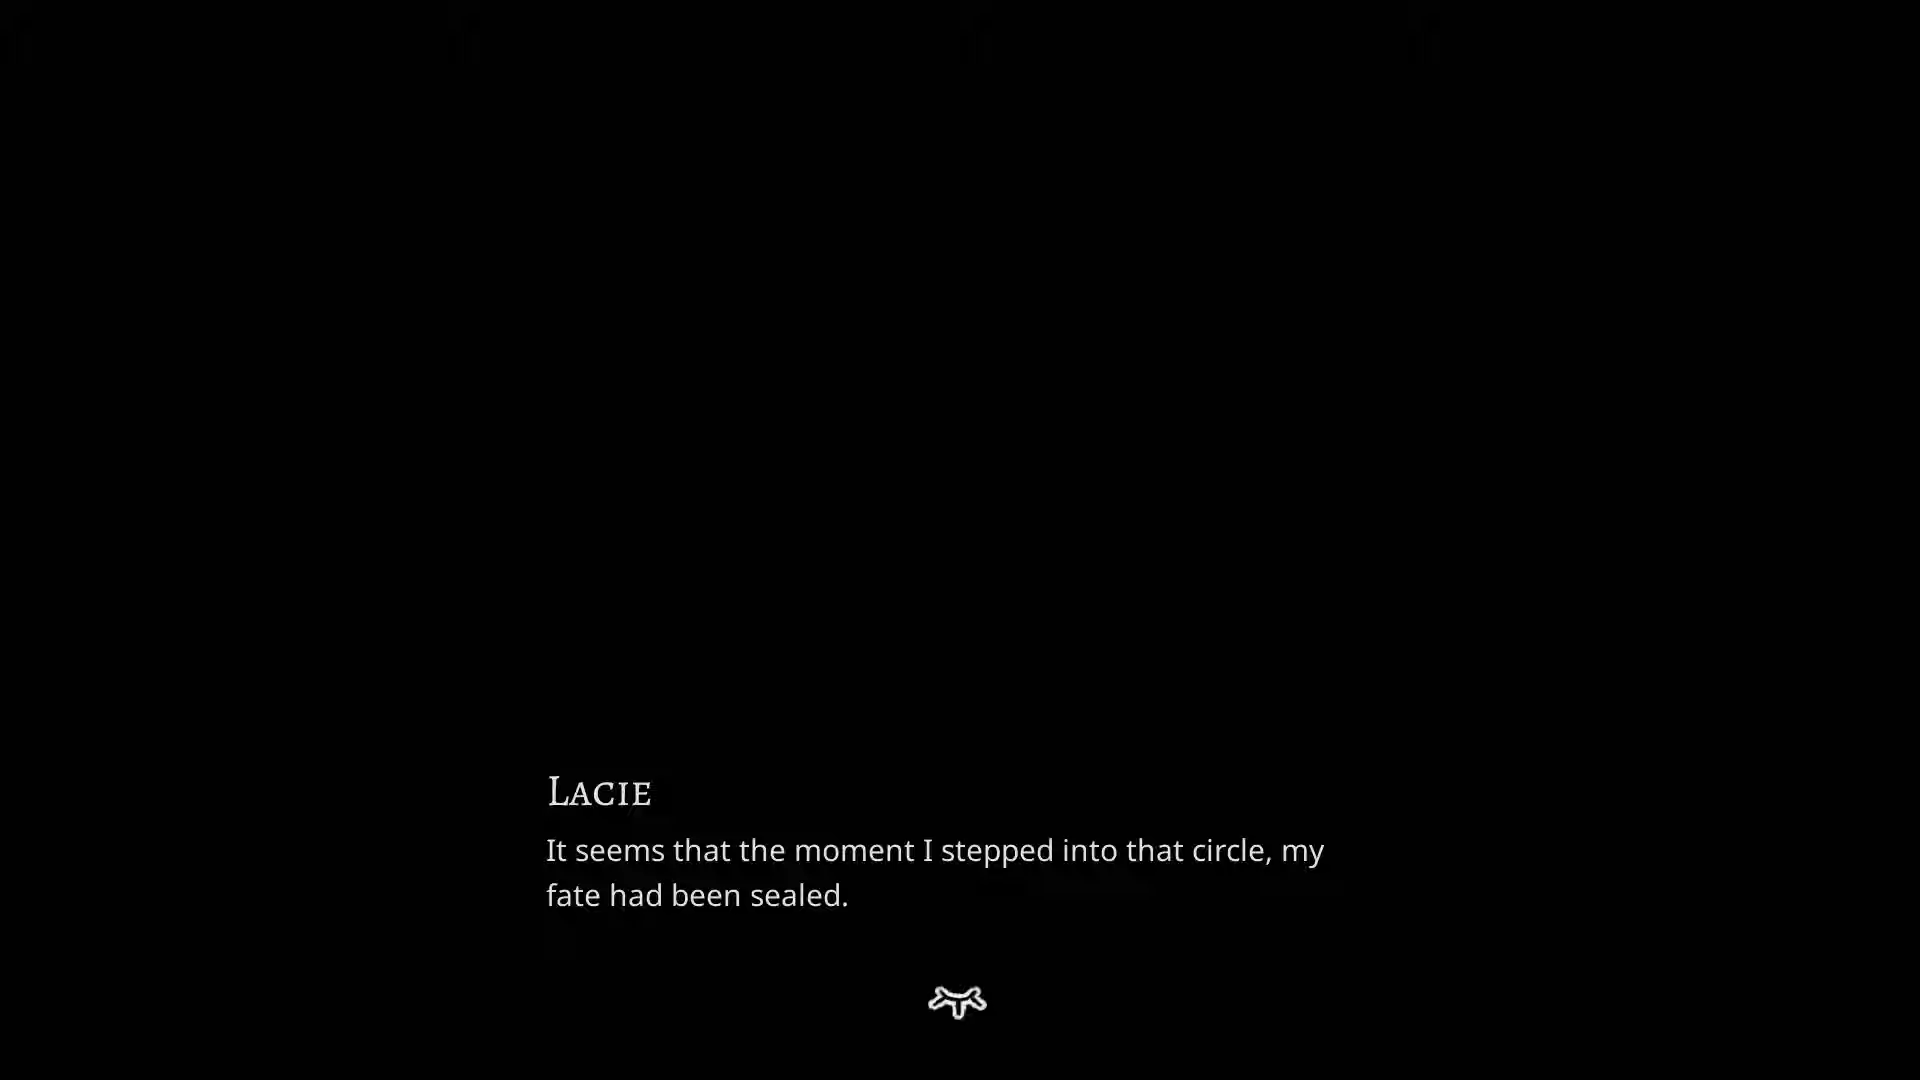 Lacie
It seems that the moment I stepped into that circle, my
fate had been sealed.